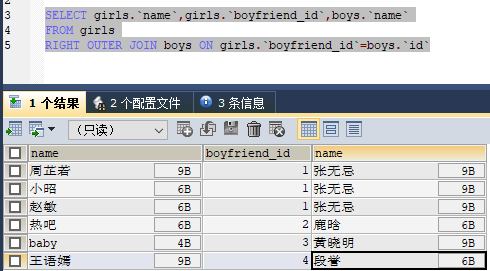 3 SELECT girls.`name`,girls.`boyfriend_id`,boys.`name`
4 FROM girls
5 RIGHT OUTER JOIN boys ON girls.`boyfriend_id`=boys.`id`
1 个结果 2 个配置文件 3 条信息
(只读)
name boyfriend_id name
周芷若 9B 1 张无忌 9B
小昭 6B 1 张无忌 9B
赵敏 6B 1 张无忌 9B
热吧 6B 2 鹿晗 6B
baby 4B 3 黄晓明 9B
王语嫣 9B 4 段誉 6B